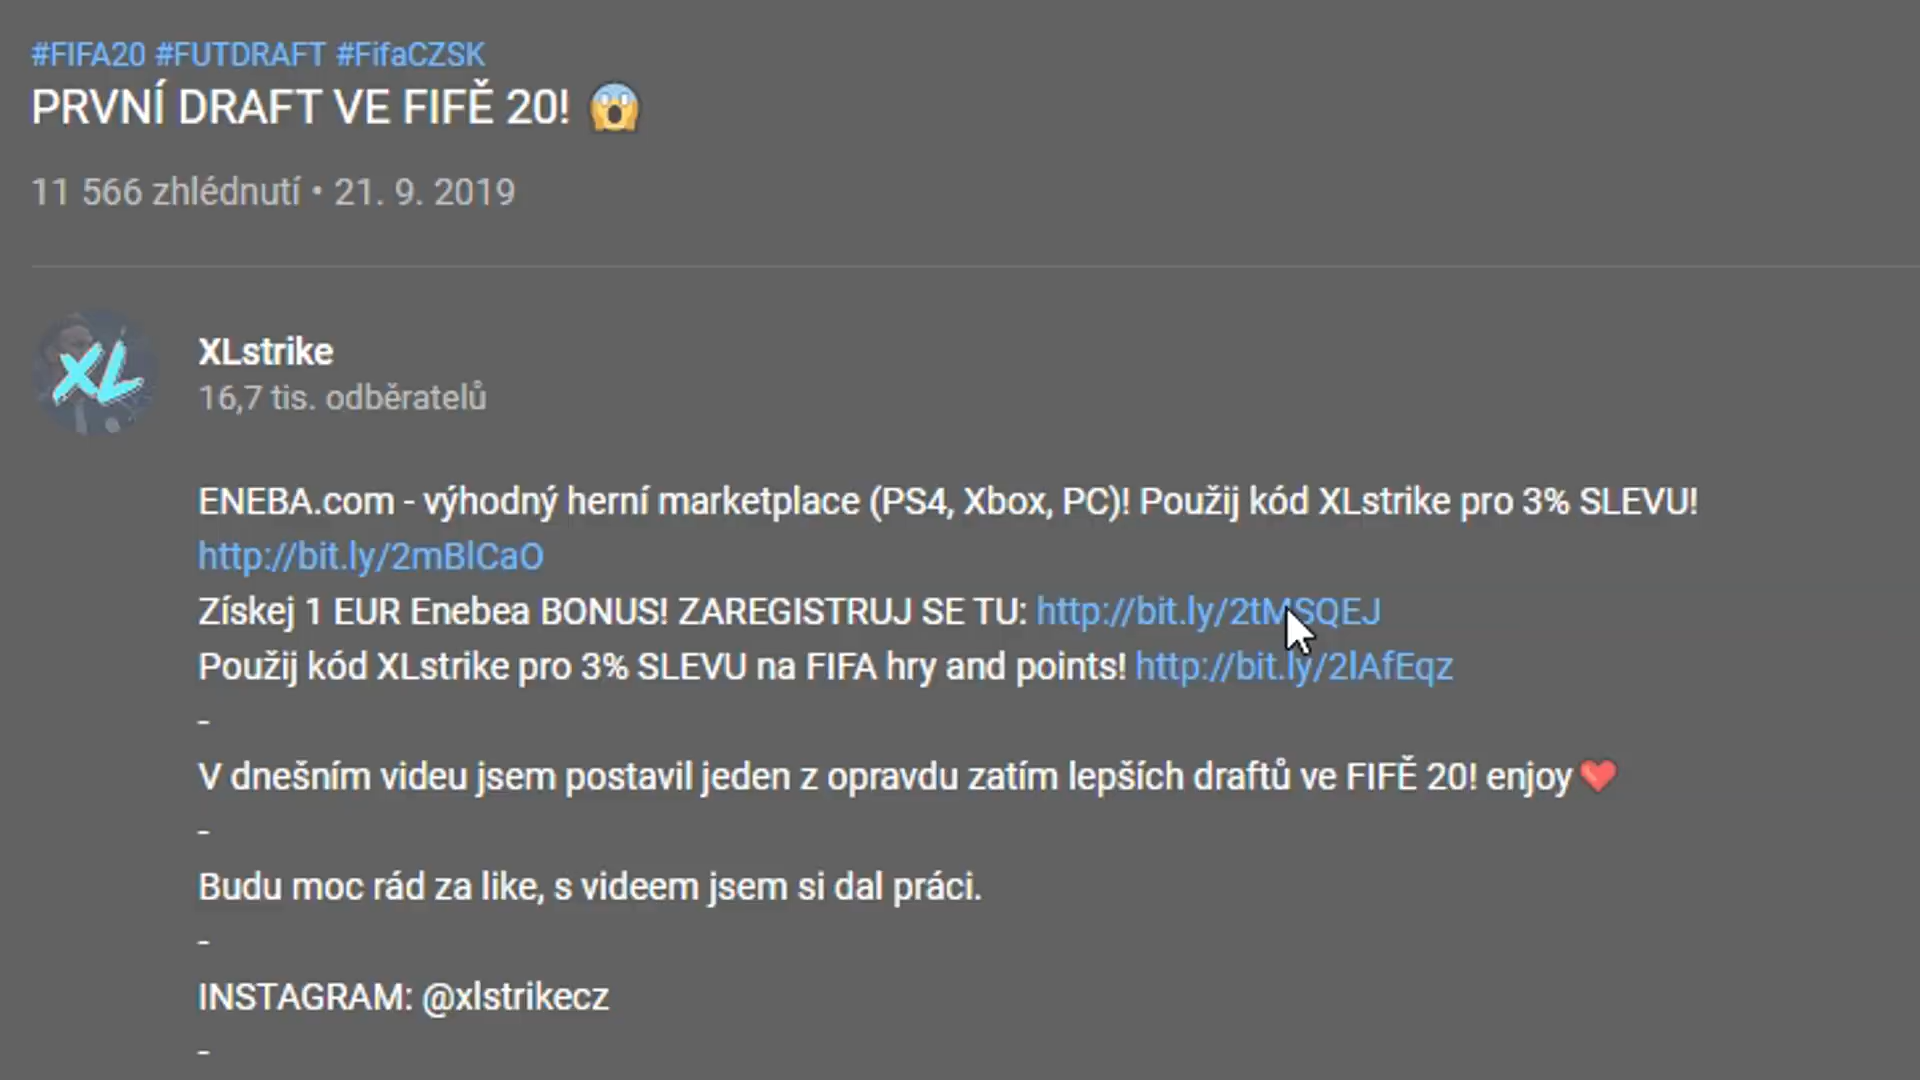 #FIFA20 #FUTDRAFT #FifaCZSK
PRVNÍ DRAFT VE FIFĚ 20! 😱
11 566 zhlédnutí • 21. 9. 2019
XL
XLstrike
16,7 tis. odběratelů
ENEBA.com - výhodný herní marketplace (PS4, Xbox, PC)! Použij kód XLstrike pro 3% SLEVU!
http://bit.ly/2mBlCaO
Získej 1 EUR Enebea BONUS! ZAREGISTRUJ SE TU: http://bit.ly/2tMSQEJ
Použij kód XLstrike pro 3% SLEVU na FIFA hry and points! http://bit.ly/2lAfEqz
-
V dnešním videu jsem postavil jeden z opravdu zatím lepších draftů ve FIFĚ 20! enjoy❤
-
Budu moc rád za like, s videem jsem si dal práci.
-
INSTAGRAM: @xlstrikecz
-